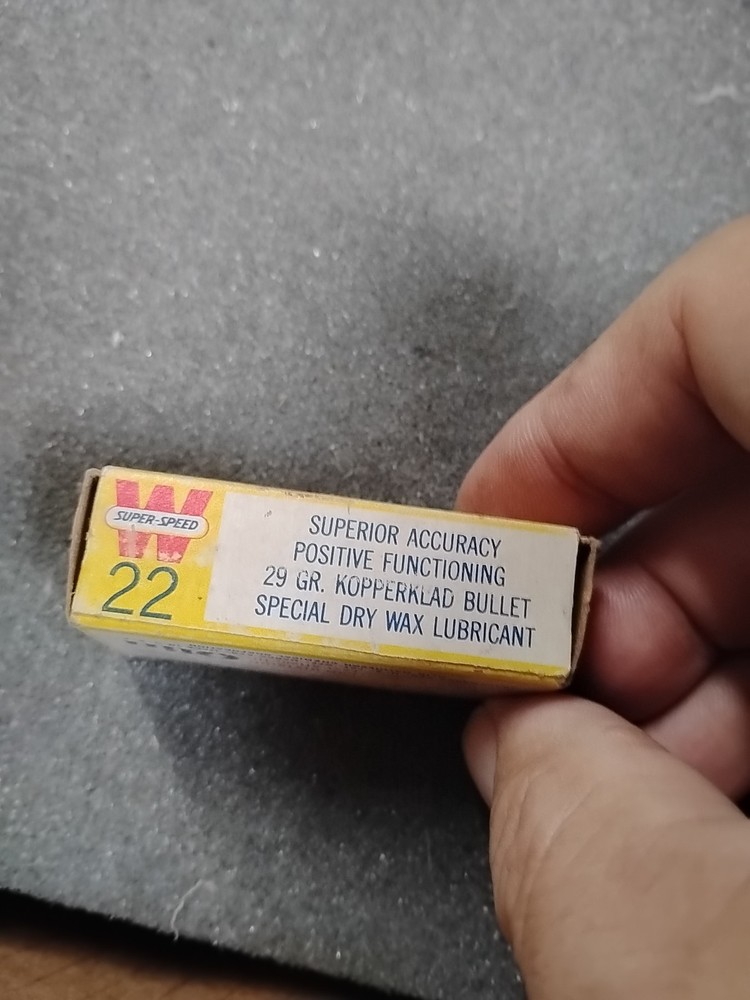 W
SUPER-SPEED
22
SUPERIOR ACCURACY
POSITIVE FUNCTIONING
29 GR. KOPPERKLAD BULLET
SPECIAL DRY WAX LUBRICANT